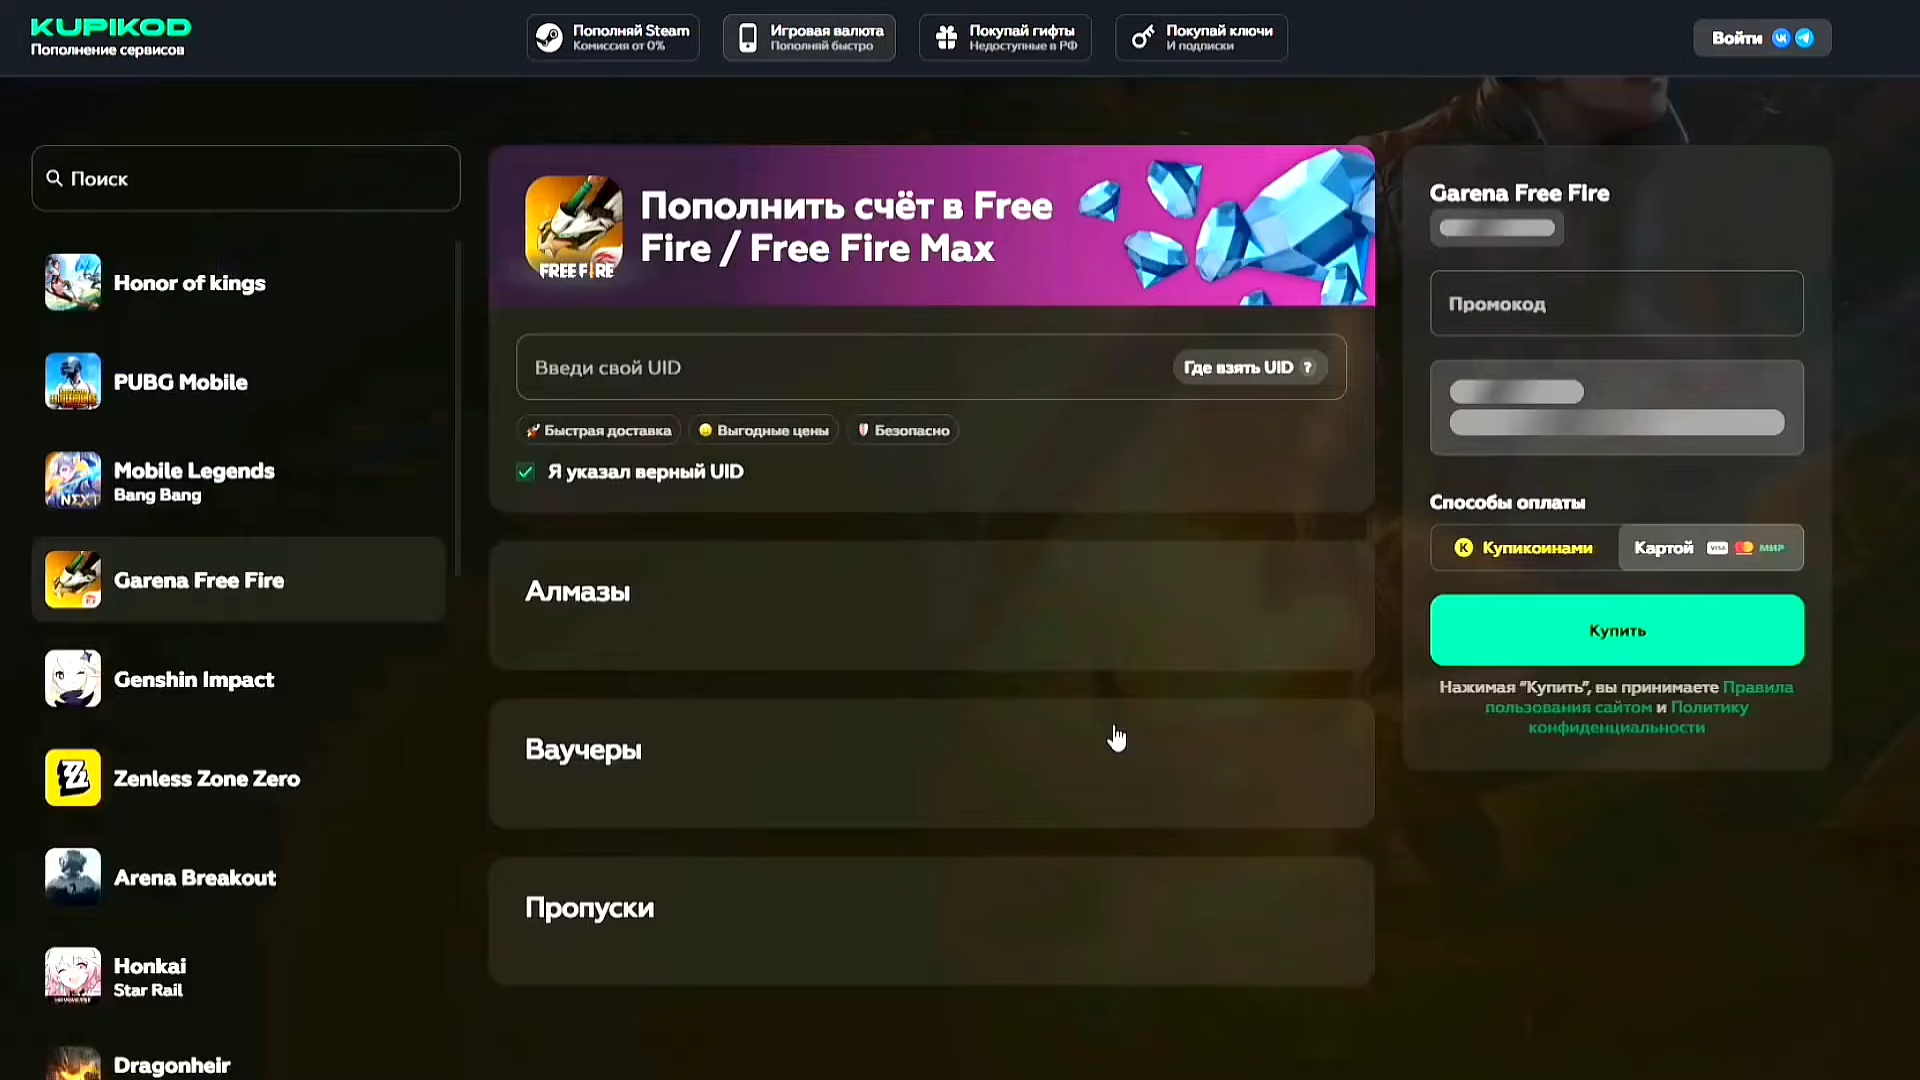 KUPIKOD
Пополнение сервисов
Пополняй Steam
Комиссия от 0%
Игровая валюта
Пополняй быстро
Покупай гифты
Недоступные в РФ
Покупай ключи
И подписки
Войти
Поиск
Honor of kings
PUBG Mobile
Mobile Legends
Bang Bang
Garena Free Fire
Genshin Impact
Zenless Zone Zero
Arena Breakout
Honkai
Star Rail
Dragonheir
FREE FIRE
Пополнить счёт в Free
Fire / Free Fire Max
Введи свой UID
Где взять UID ?
Быстрая доставка
Выгодные цены
Безопасно
Я указал верный UID
Алмазы
Ваучеры
Пропуски
Garena Free Fire
Промокод
Способы оплаты
Купикоинами
Картой VISA МИР
Купить
Нажимая “Купить”, вы принимаете Правила
пользования сайтом и Политику
конфиденциальности